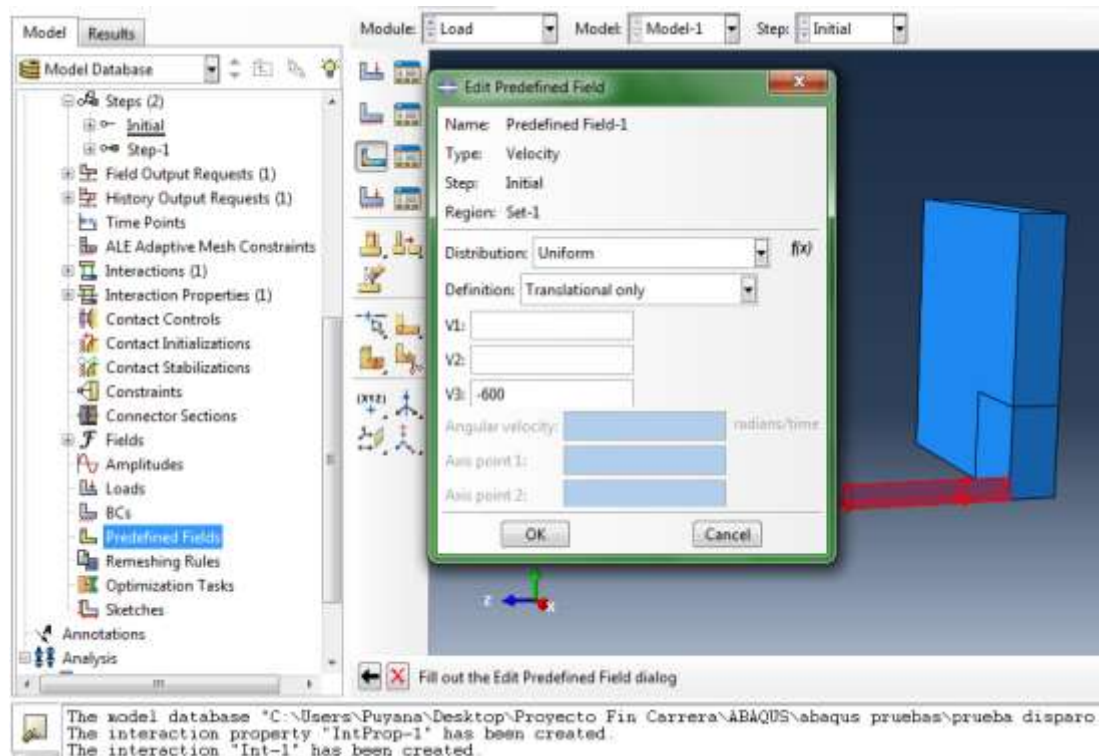 Model
Results
Module: Load Model: Model-1 Step: Initial
Model Database
Steps (2)
Initial
Step-1
Field Output Requests (1)
History Output Requests (1)
Time Points
ALE Adaptive Mesh Constraints
Interactions (1)
Interaction Properties (1)
Contact Controls
Contact Initializations
Contact Stabilizations
Constraints
Connector Sections
Fields
Amplitudes
Loads
BCs
Predefined Fields
Remeshing Rules
Optimization Tasks
Sketches
Annotations
Analysis
Edit Predefined Field
Name: Predefined Field-1
Type: Velocity
Step: Initial
Region: Set-1
Distribution: Uniform f(x)
Definition: Translational only
V1:
V2:
V3: -600
Angular velocity: radians/time
Axis point 1:
Axis point 2:
OK Cancel
(XYZ)
z
x
Fill out the Edit Predefined Field dialog
The model database "C:\Users\Puyana\Desktop\Proyecto Fin Carrera\ABAQUS\abaqus pruebas\prueba disparo
The interaction property "IntProp-1" has been created.
The interaction "Int-1" has been created.